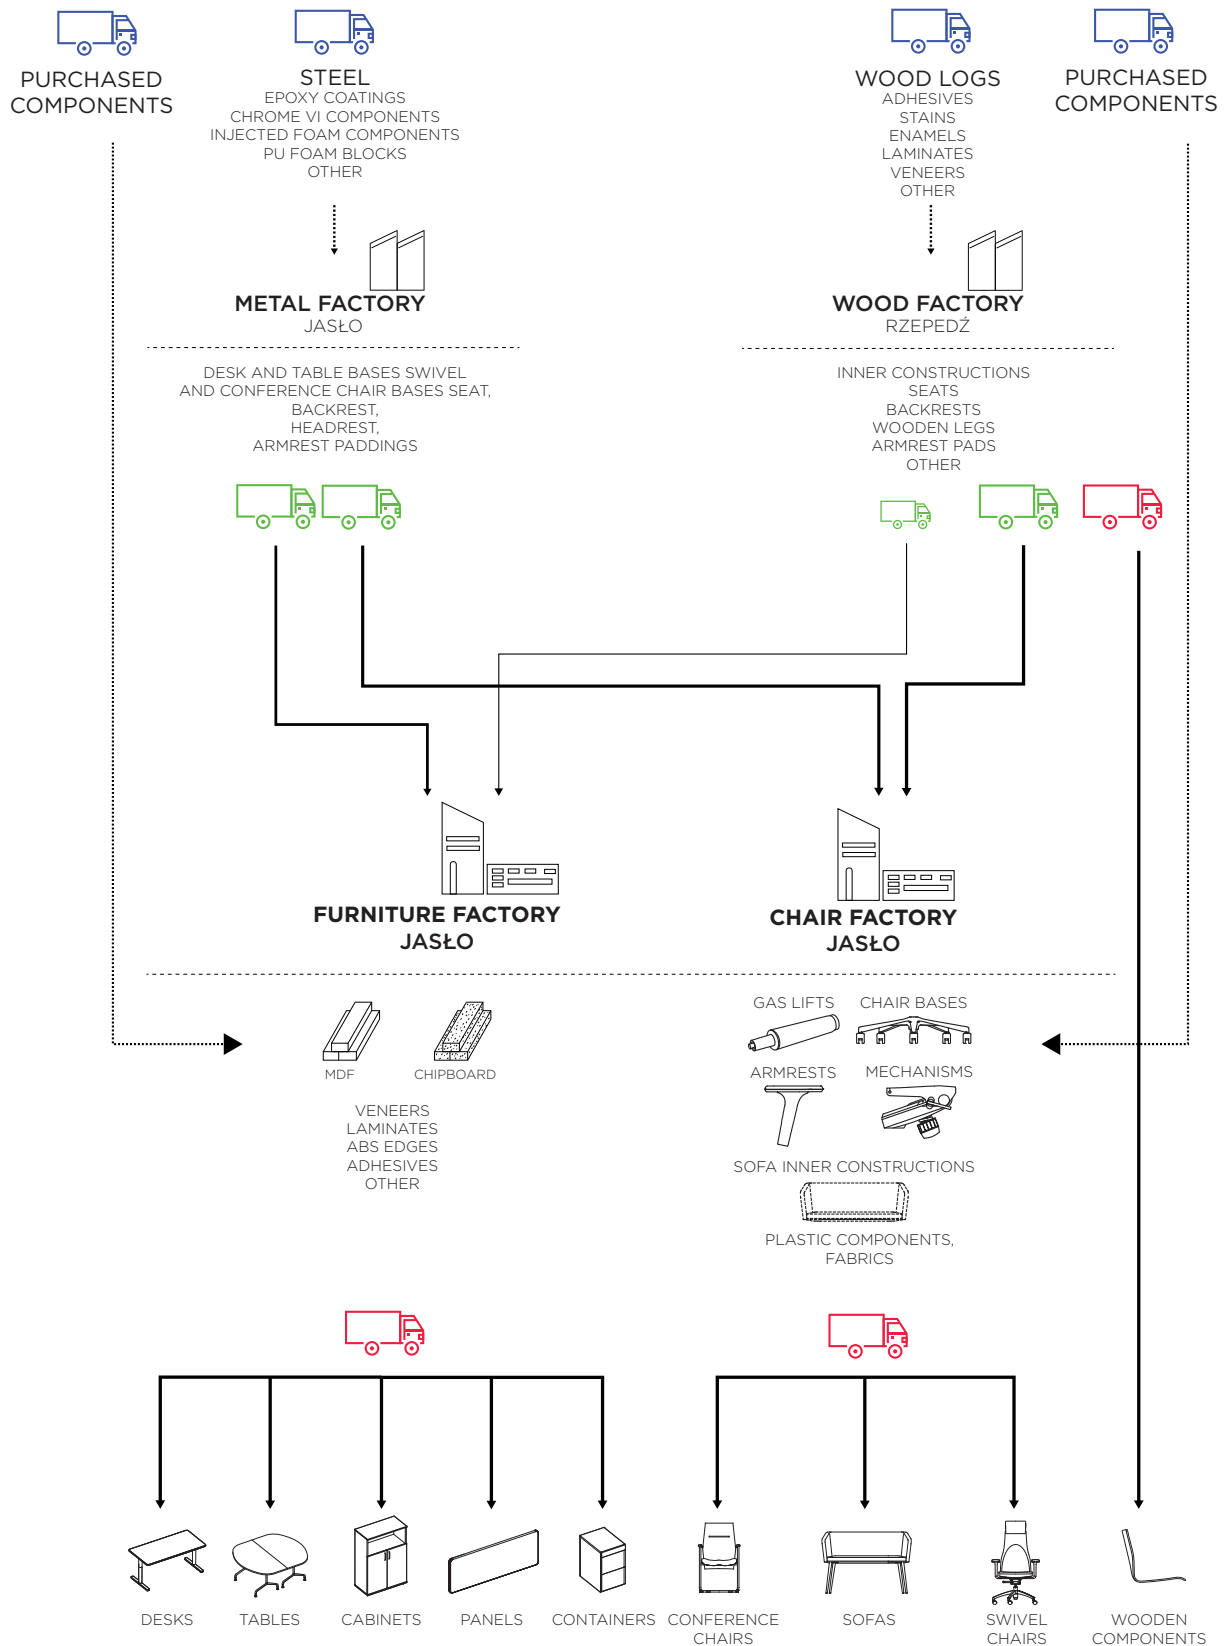 PURCHASED
COMPONENTS
STEEL
EPOXY COATINGS
CHROME VI COMPONENTS
INJECTED FOAM COMPONENTS
PU FOAM BLOCKS
OTHER
WOOD LOGS
ADHESIVES
STAINS
ENAMELS
LAMINATES
VENEERS
OTHER
PURCHASED
COMPONENTS
METAL FACTORY
JASŁO
WOOD FACTORY
RZEPEDŹ
DESK AND TABLE BASES SWIVEL
AND CONFERENCE CHAIR BASES SEAT,
BACKREST,
HEADREST,
ARMREST PADDINGS
INNER CONSTRUCTIONS
SEATS
BACKRESTS
WOODEN LEGS
ARMREST PADS
OTHER
FURNITURE FACTORY
JASŁO
CHAIR FACTORY
JASŁO
MDF
CHIPBOARD
VENEERS
LAMINATES
ABS EDGES
ADHESIVES
OTHER
GAS LIFTS
CHAIR BASES
ARMRESTS
MECHANISMS
SOFA INNER CONSTRUCTIONS
PLASTIC COMPONENTS,
FABRICS
DESKS
TABLES
CABINETS
PANELS
CONTAINERS
CONFERENCE
CHAIRS
SOFAS
SWIVEL
CHAIRS
WOODEN
COMPONENTS